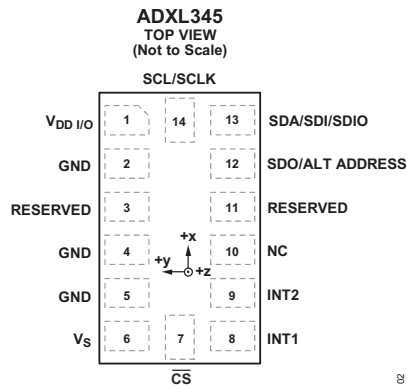 ADXL345
TOP VIEW
(Not to Scale)
SCL/SCLK
VDD I/O 1 14 13 SDA/SDI/SDIO
GND 2 12 SDO/ALT ADDRESS
RESERVED 3 11 RESERVED
+x
GND 4 +y +z 10 NC
GND 5 9 INT2
VS 6 7 8 INT1
CS
02